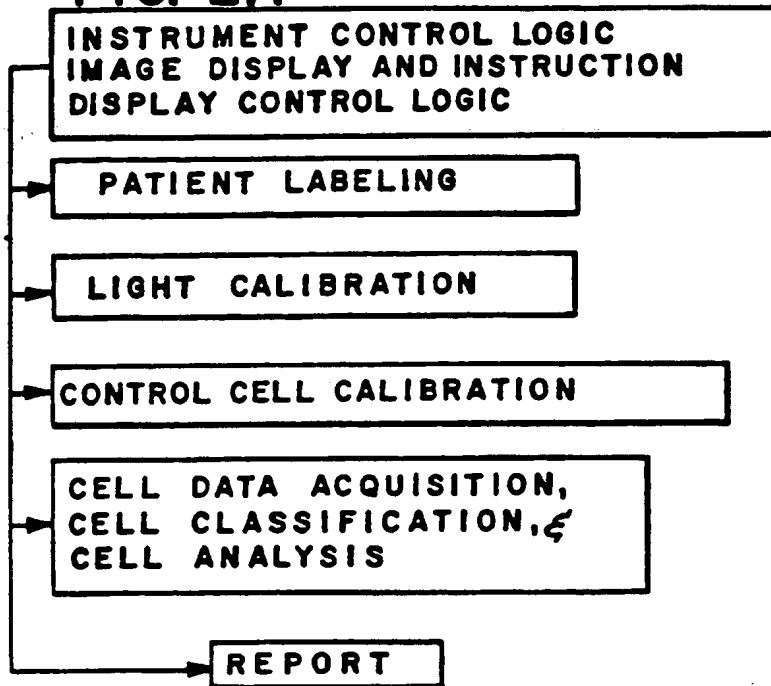 INSTRUMENT CONTROL LOGIC
IMAGE DISPLAY AND INSTRUCTION
DISPLAY CONTROL LOGIC
PATIENT LABELING
LIGHT CALIBRATION
CONTROL CELL CALIBRATION
CELL DATA ACQUISITION,
CELL CLASSIFICATION, &
CELL ANALYSIS
REPORT